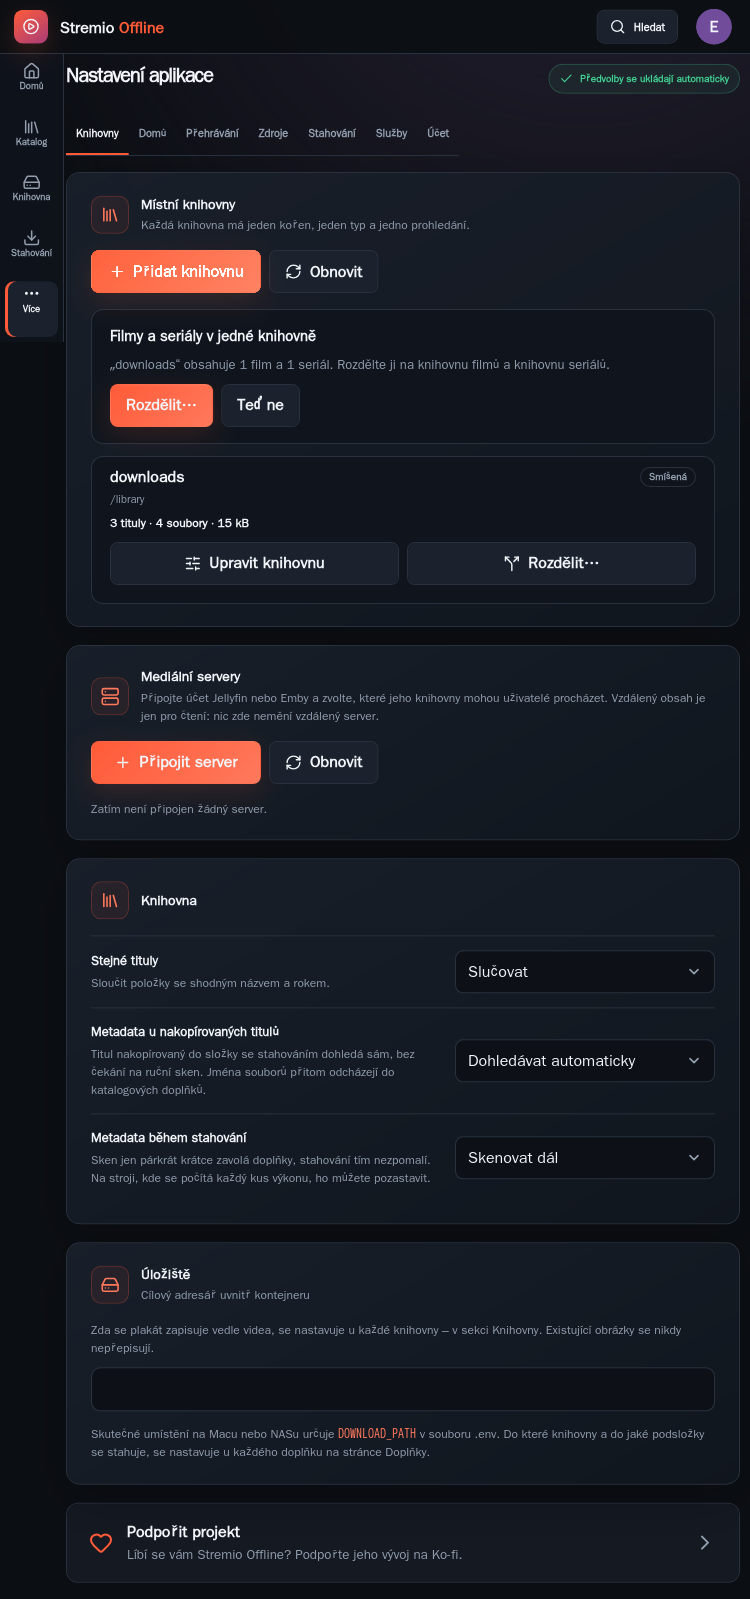 Stremio Offline
Hledat
E
Domů
Katalog
Knihovna
Stahování
Více
Nastavení aplikace
Předvolby se ukládají automaticky
Knihovny Domů Přehrávání Zdroje Stahování Služby Účet
Místní knihovny
Každá knihovna má jeden kořen, jeden typ a jedno prohledání.
Přidat knihovnu
Obnovit
Filmy a seriály v jedné knihovně
„downloads“ obsahuje 1 film a 1 seriál. Rozdělte ji na knihovnu filmů a knihovnu seriálů.
Rozdělit…
Teď ne
downloads
Smíšená
/library
3 tituly · 4 soubory · 15 kB
Upravit knihovnu
Rozdělit…
Mediální servery
Připojte účet Jellyfin nebo Emby a zvolte, které jeho knihovny mohou uživatelé procházet. Vzdálený obsah je
jen pro čtení: nic zde nemění vzdálený server.
Připojit server
Obnovit
Zatím není připojen žádný server.
Knihovna
Stejné tituly
Sloučit položky se shodným názvem a rokem.
Slučovat
Metadata u nakopírovaných titulů
Titul nakopírovaný do složky se stahováním dohledá sám, bez
čekání na ruční sken. Jména souborů přitom odcházejí do
katalogových doplňků.
Dohledávat automaticky
Metadata během stahování
Sken jen párkrát krátce zavolá doplňky, stahování tím nezpomalí.
Na stroji, kde se počítá každý kus výkonu, ho můžete pozastavit.
Skenovat dál
Úložiště
Cílový adresář uvnitř kontejneru
Zda se plakát zapisuje vedle videa, se nastavuje u každé knihovny – v sekci Knihovny. Existující obrázky se nikdy
nepřepisují.
Skutečné umístění na Macu nebo NASu určuje DOWNLOAD_PATH v souboru .env. Do které knihovny a do jaké podsložky
se stahuje, se nastavuje u každého doplňku na stránce Doplňky.
Podpořit projekt
Líbí se vám Stremio Offline? Podpořte jeho vývoj na Ko-fi.